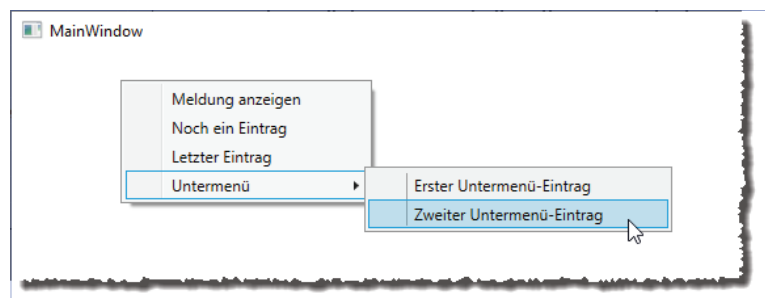 MainWindow
Meldung anzeigen
Noch ein Eintrag
Letzter Eintrag
Untermenü
Erster Untermenü-Eintrag
Zweiter Untermenü-Eintrag